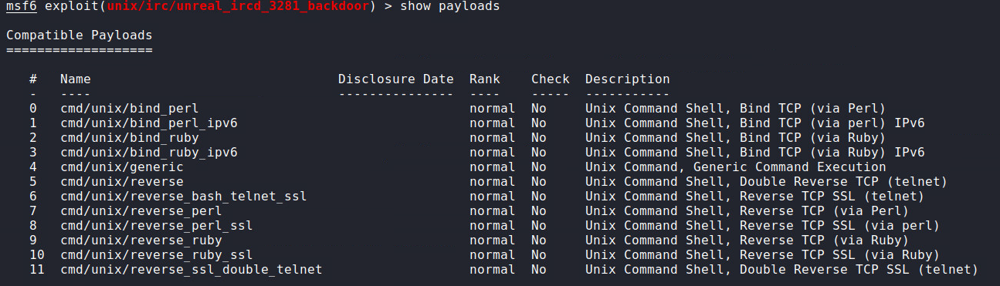 msf6 exploit(unix/irc/unreal_ircd_3281_backdoor) > show payloads
Compatible Payloads
===================
#   Name                                Disclosure Date  Rank    Check  Description
-   ----                                ---------------  ----    -----  -----------
0   cmd/unix/bind_perl                                   normal  No     Unix Command Shell, Bind TCP (via Perl)
1   cmd/unix/bind_perl_ipv6                              normal  No     Unix Command Shell, Bind TCP (via perl) IPv6
2   cmd/unix/bind_ruby                                   normal  No     Unix Command Shell, Bind TCP (via Ruby)
3   cmd/unix/bind_ruby_ipv6                              normal  No     Unix Command Shell, Bind TCP (via Ruby) IPv6
4   cmd/unix/generic                                     normal  No     Unix Command, Generic Command Execution
5   cmd/unix/reverse                                     normal  No     Unix Command Shell, Double Reverse TCP (telnet)
6   cmd/unix/reverse_bash_telnet_ssl                     normal  No     Unix Command Shell, Reverse TCP SSL (telnet)
7   cmd/unix/reverse_perl                                normal  No     Unix Command Shell, Reverse TCP (via Perl)
8   cmd/unix/reverse_perl_ssl                            normal  No     Unix Command Shell, Reverse TCP SSL (via perl)
9   cmd/unix/reverse_ruby                                normal  No     Unix Command Shell, Reverse TCP (via Ruby)
10  cmd/unix/reverse_ruby_ssl                            normal  No     Unix Command Shell, Reverse TCP SSL (via Ruby)
11  cmd/unix/reverse_ssl_double_telnet                   normal  No     Unix Command Shell, Double Reverse TCP SSL (telnet)